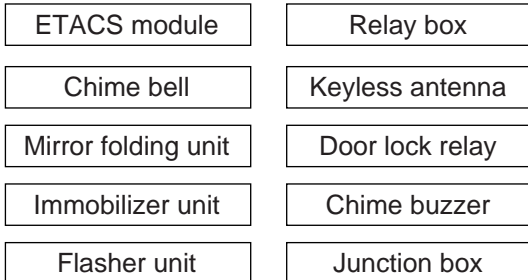 ETACS module
Relay box
Chime bell
Keyless antenna
Mirror folding unit
Door lock relay
Immobilizer unit
Chime buzzer
Flasher unit
Junction box